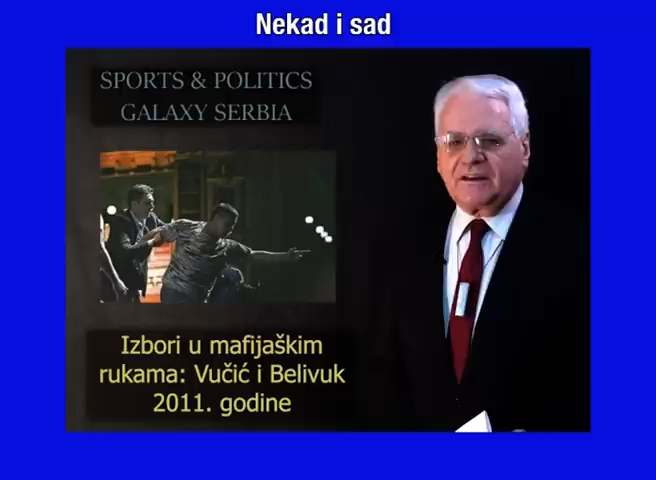 Nekad i sad
SPORTS & POLITICS
GALAXY SERBIA
Izbori u mafijaškim
rukama: Vučić i Belivuk
2011. godine